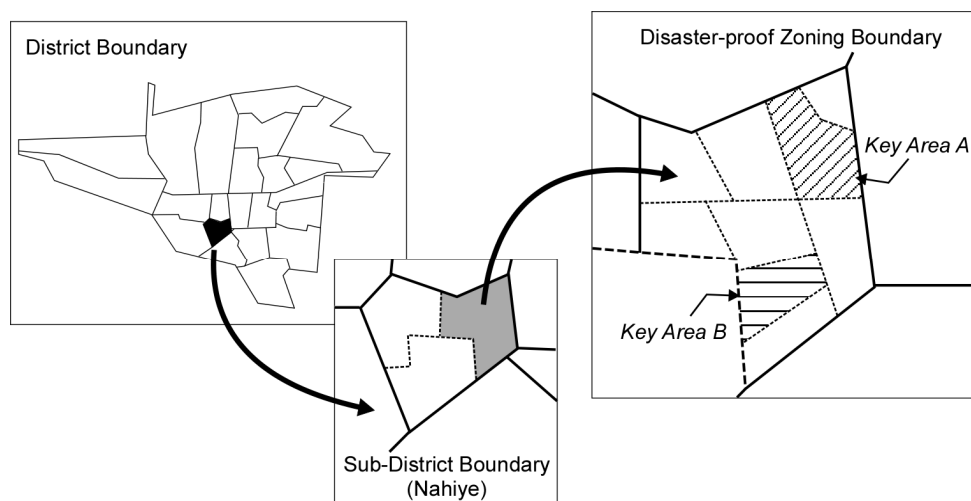 District Boundary
Disaster-proof Zoning Boundary
Key Area A
Key Area B
Sub-District Boundary
(Nahiye)